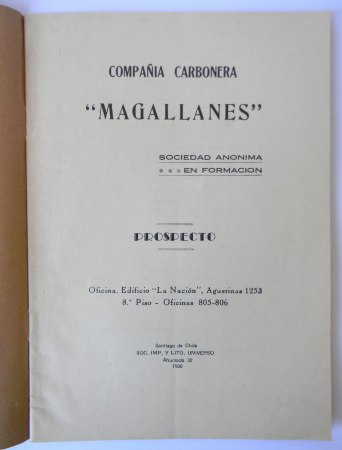 COMPAÑIA CARBONERA
“MAGALLANES”
SOCIEDAD ANONIMA
EN FORMACION
PROSPECTO
Oficina. Edificio “La Nación”, Agustinas 1253
8.º Piso - Oficinas 805-806
Santiago de Chile
SOC. IMP. Y LITO. UNIVERSO
Ahumada 32
1936